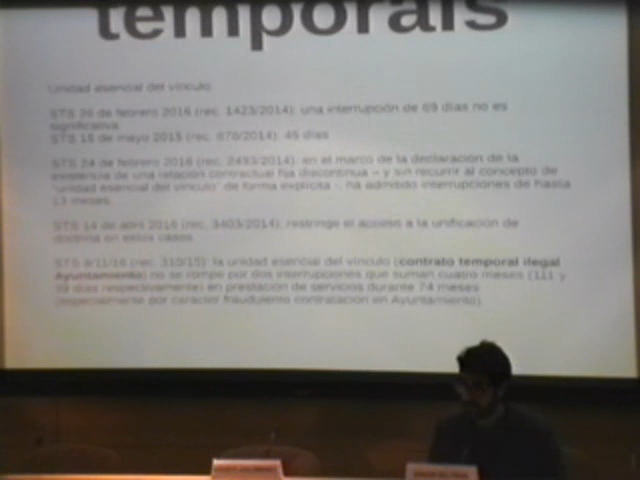 temporais
Unidad esencial del vínculo
STS 26 de febrero 2016 (rec. 1423/2014): una interrupción de 69 días no es
significativa
STS 15 de mayo 2015 (rec. 878/2014): 45 días
STS 24 de febrero 2016 (rec. 2493/2014): en el marco de la declaración de la
existencia de una relación contractual fija discontinua – y sin recurrir al concepto de
"unidad esencial del vínculo" de forma explícita -, ha admitido interrupciones de hasta
13 meses.
STS 14 de abril 2016 (rec. 3403/2014): restringe el acceso a la unificación de
doctrina en estos casos
STS 8/11/16 (rec. 310/15): la unidad esencial del vínculo (contrato temporal ilegal
Ayuntamiento) no se rompe por dos interrupciones que suman cuatro meses (111 y
39 días respectivamente) en prestación de servicios durante 74 meses
(especialmente por carácter fraudulento contratación en Ayuntamiento)